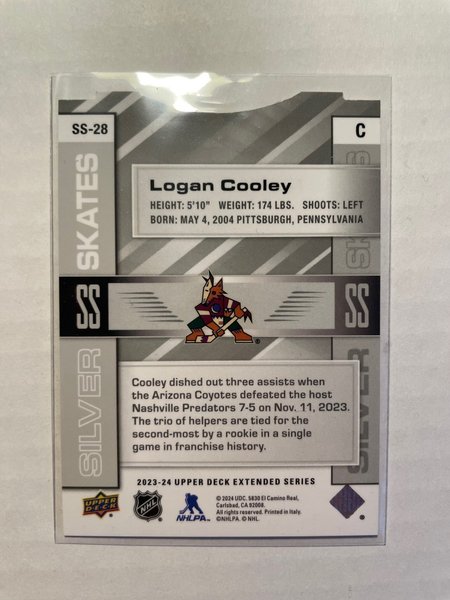 SS-28
C
SILVER SKATES
Logan Cooley
HEIGHT: 5'10" WEIGHT: 174 LBS. SHOOTS: LEFT
BORN: MAY 4, 2004 PITTSBURGH, PENNSYLVANIA
SS
SS
Cooley dished out three assists when
the Arizona Coyotes defeated the host
Nashville Predators 7-5 on Nov. 11, 2023.
The trio of helpers are tied for the
second-most by a rookie in a single
game in franchise history.
SILVER SK
2023-24 UPPER DECK EXTENDED SERIES
UPPER DECK
NHL
NHLPA
© 2024 UDC, 5830 El Camino Real,
Carlsbad, CA 92008.
All rights reserved. Printed in Italy.
©NHLPA. © NHL.